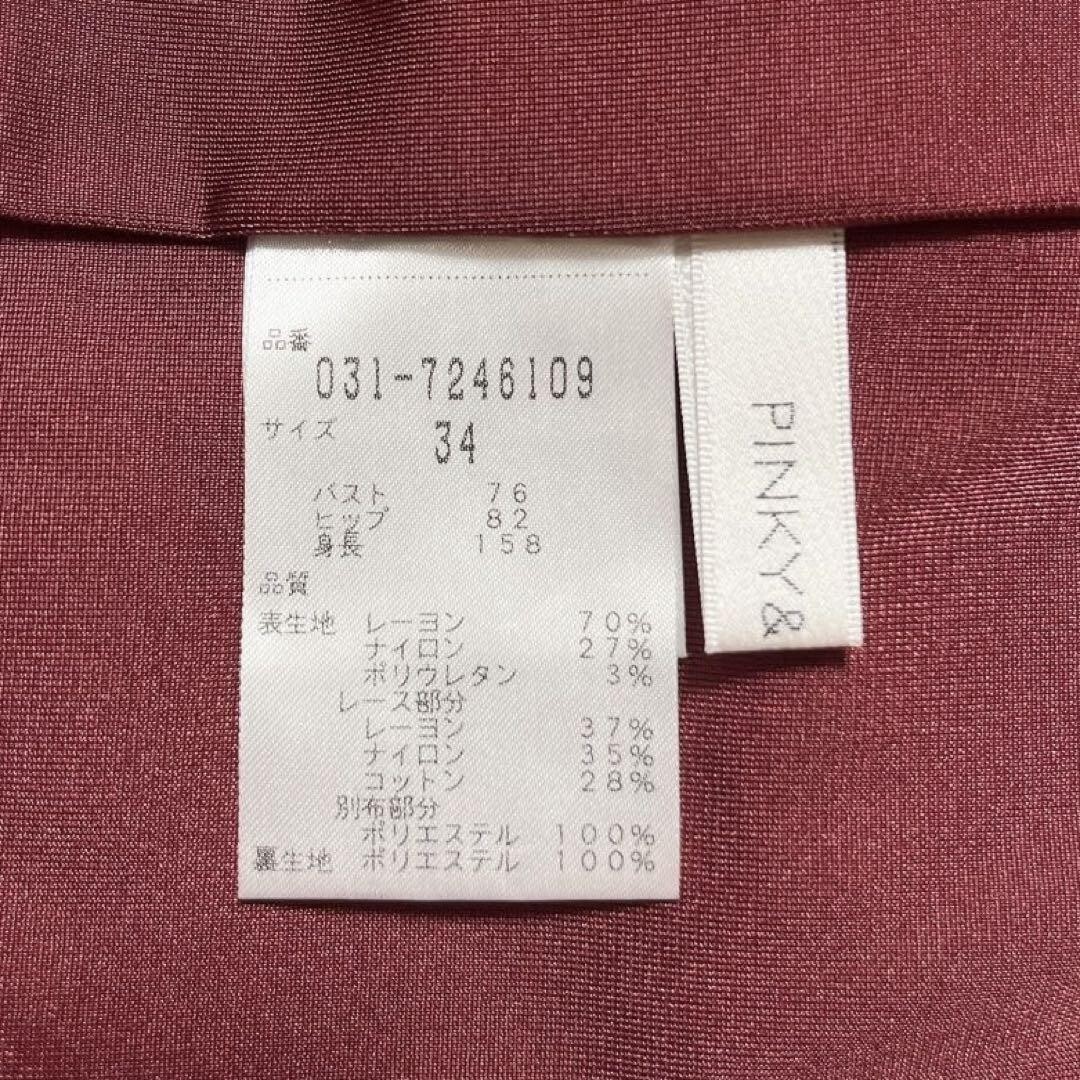 品番
031-7246109
サイズ 34
バスト 76
ヒップ 82
身長 158
品質
表生地 レーヨン 70%
ナイロン 27%
ポリウレタン 3%
レース部分
レーヨン 37%
ナイロン 35%
コットン 28%
別布部分
ポリエステル 100%
裏生地 ポリエステル 100%
PINKY&